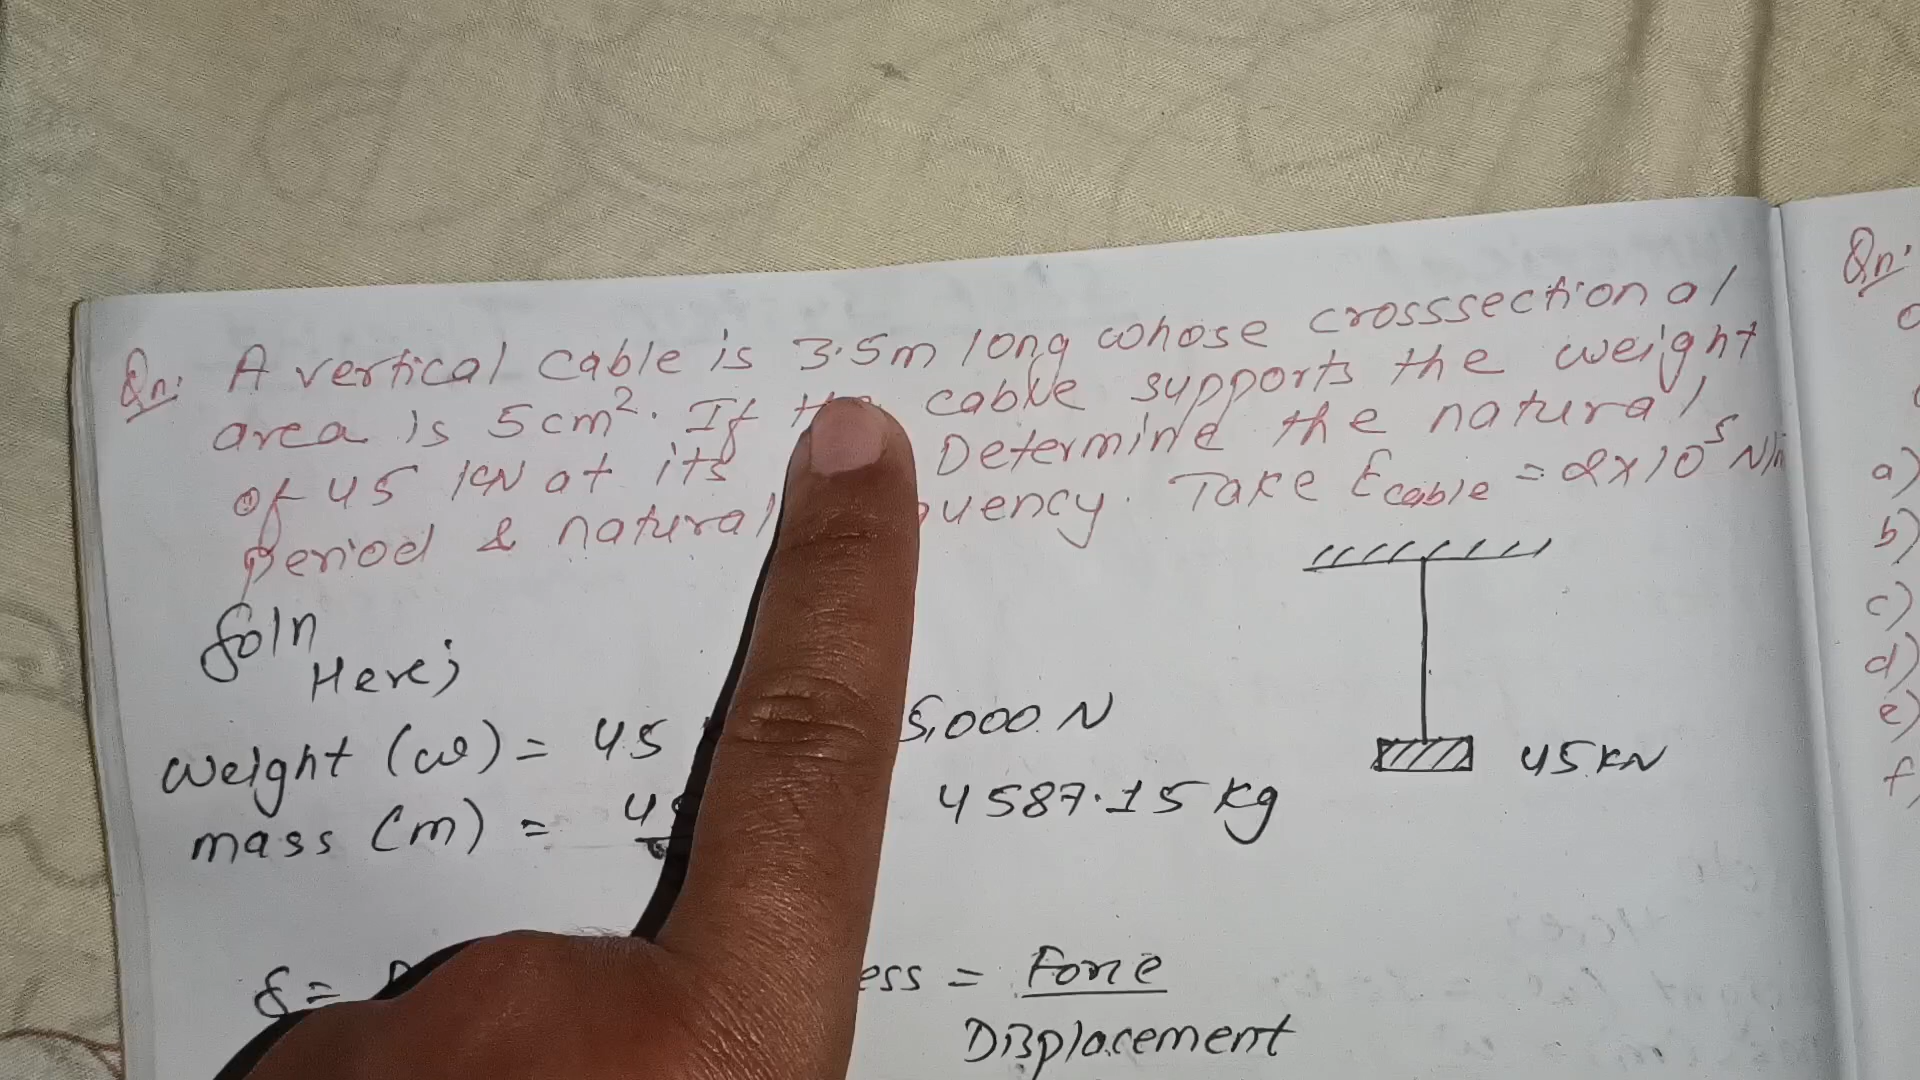 Qn: A vertical cable is 3.5m long whose crosssectional
area is 5cm². If cable supports the weight
of 45 KN at its Determine the natural
period & natural quency. Take Ecable = 2x10⁵ N/
Soln
Here;
Weight (w) = 45 5,000 N
mass (m) = 4587.15 kg
45 KN
δ = ess = Force
Displacement
Qn:
a)
b)
c)
d)
e)
f)